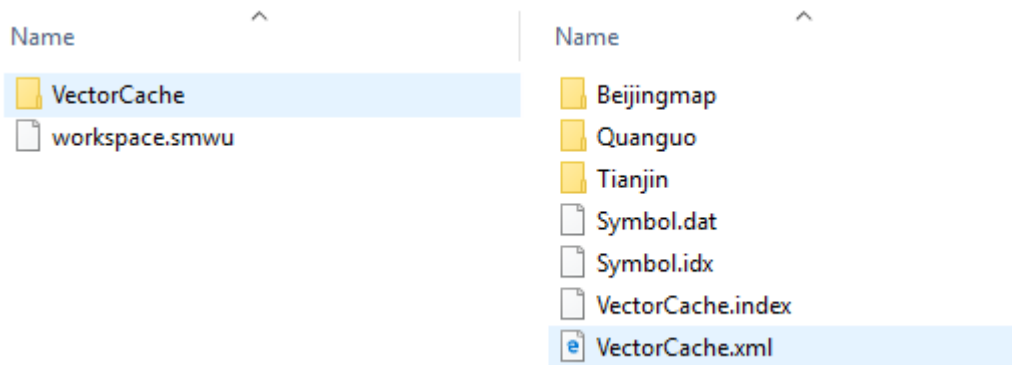 Name
VectorCache
workspace.smwu
Name
Beijingmap
Quanguo
Tianjin
Symbol.dat
Symbol.idx
VectorCache.index
VectorCache.xml